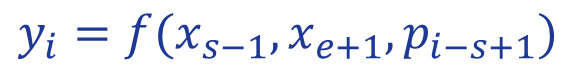 yᵢ = f(xₛ₋₁, xₑ₊₁, pᵢ₋ₛ₊₁)